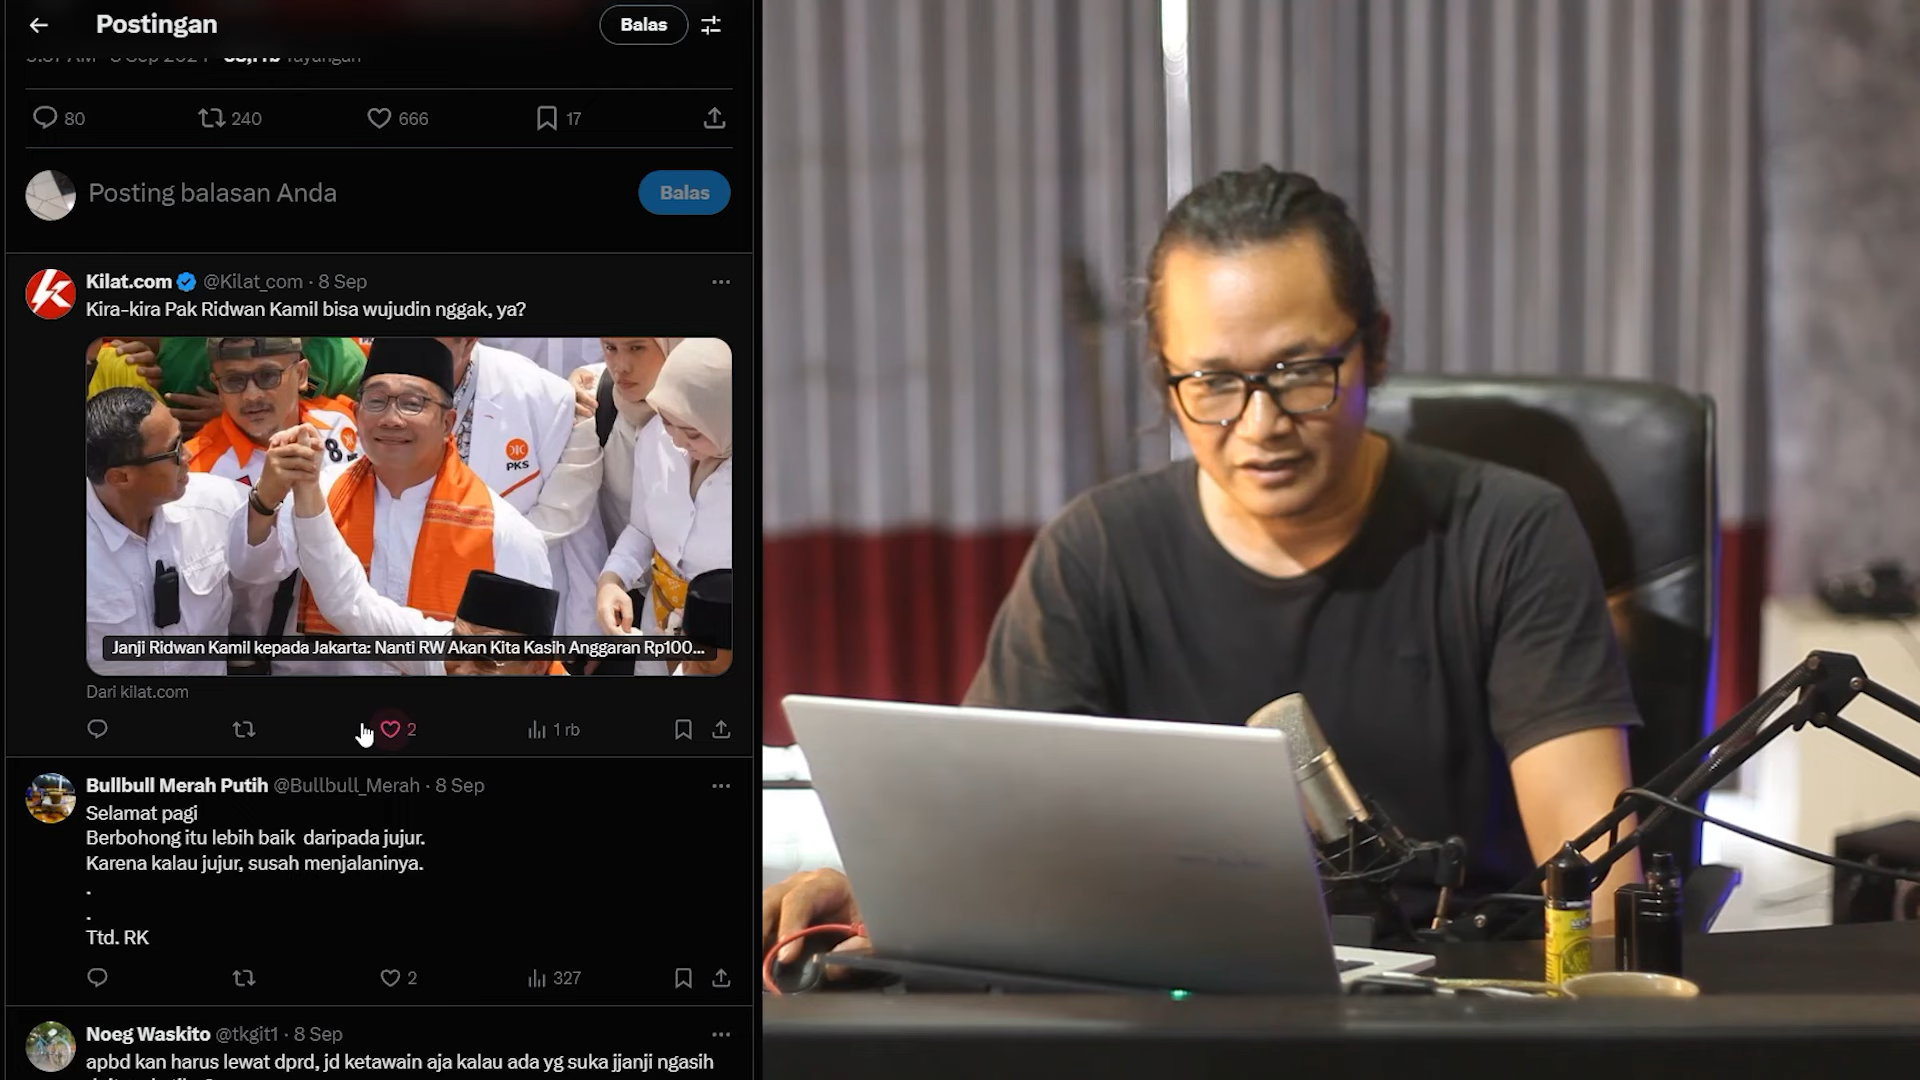 Postingan
Balas
80
240
666
17
Posting balasan Anda
Balas
Kilat.com @Kilat_com · 8 Sep
Kira-kira Pak Ridwan Kamil bisa wujudin nggak, ya?
8
PKS
Janji Ridwan Kamil kepada Jakarta: Nanti RW Akan Kita Kasih Anggaran Rp100...
Dari kilat.com
2
1 rb
Bullbull Merah Putih @Bullbull_Merah · 8 Sep
Selamat pagi
Berbohong itu lebih baik daripada jujur.
Karena kalau jujur, susah menjalaninya.
.
.
Ttd. RK
2
327
Noeg Waskito @tkgit1 · 8 Sep
apbd kan harus lewat dprd, jd ketawain aja kalau ada yg suka jjanji ngasih